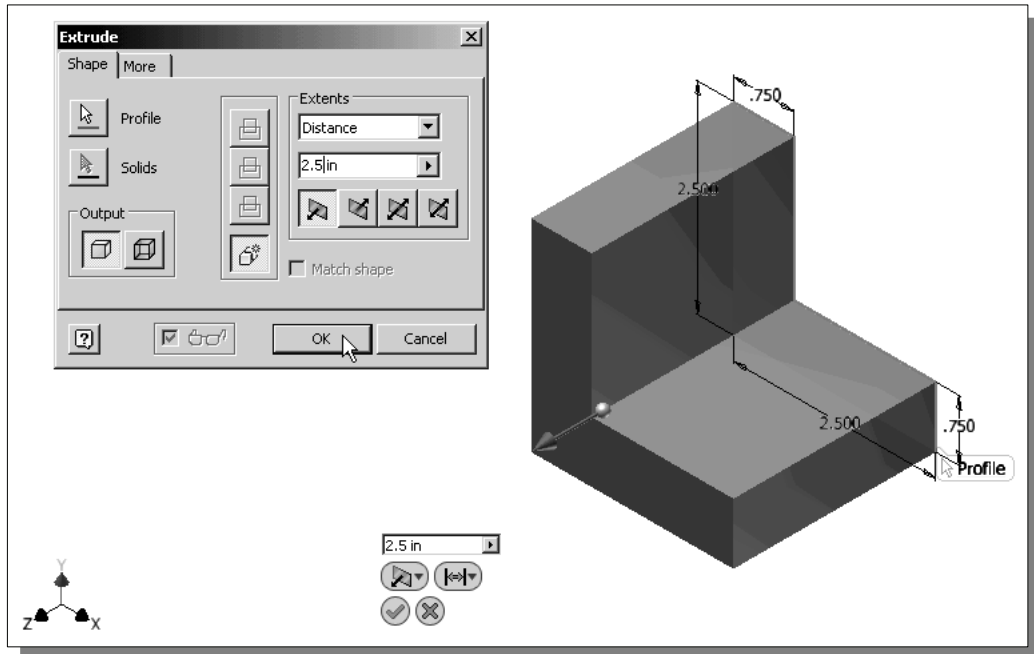 Extrude
Shape More
Profile
Solids
Output
Extents
Distance
2.5 in
Match shape
OK Cancel
.750
2.500
2.500
.750
Profile
2.5 in
Y
Z X